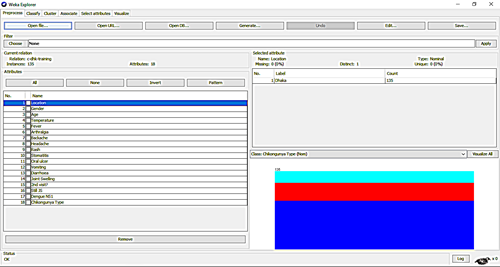 Weka Explorer
Preprocess Classify Cluster Associate Select attributes Visualize
Open file... Open URL... Open DB... Generate... Undo Edit... Save...
Filter
Choose None Apply
Current relation
Relation: c-dhk-training
Instances: 135 Attributes: 18
Selected attribute
Name: Location Type: Nominal
Missing: 0 (0%) Distinct: 1 Unique: 0 (0%)
No. Label Count
1 Dhaka 135
Attributes
All None Invert Pattern
No. Name
1 Location
2 Gender
3 Age
4 Temperature
5 Fever
6 Arthralgia
7 Backache
8 Headache
9 Rash
10 Stomatitis
11 Oral ulcer
12 Vomiting
13 Diarrhoea
14 Joint Swelling
15 2nd visit?
16 Still JS
17 Dengue NS1
18 Chikungunya Type
Remove
Class: Chikungunya Type (Nom) Visualize All
Status
OK
Log x 0